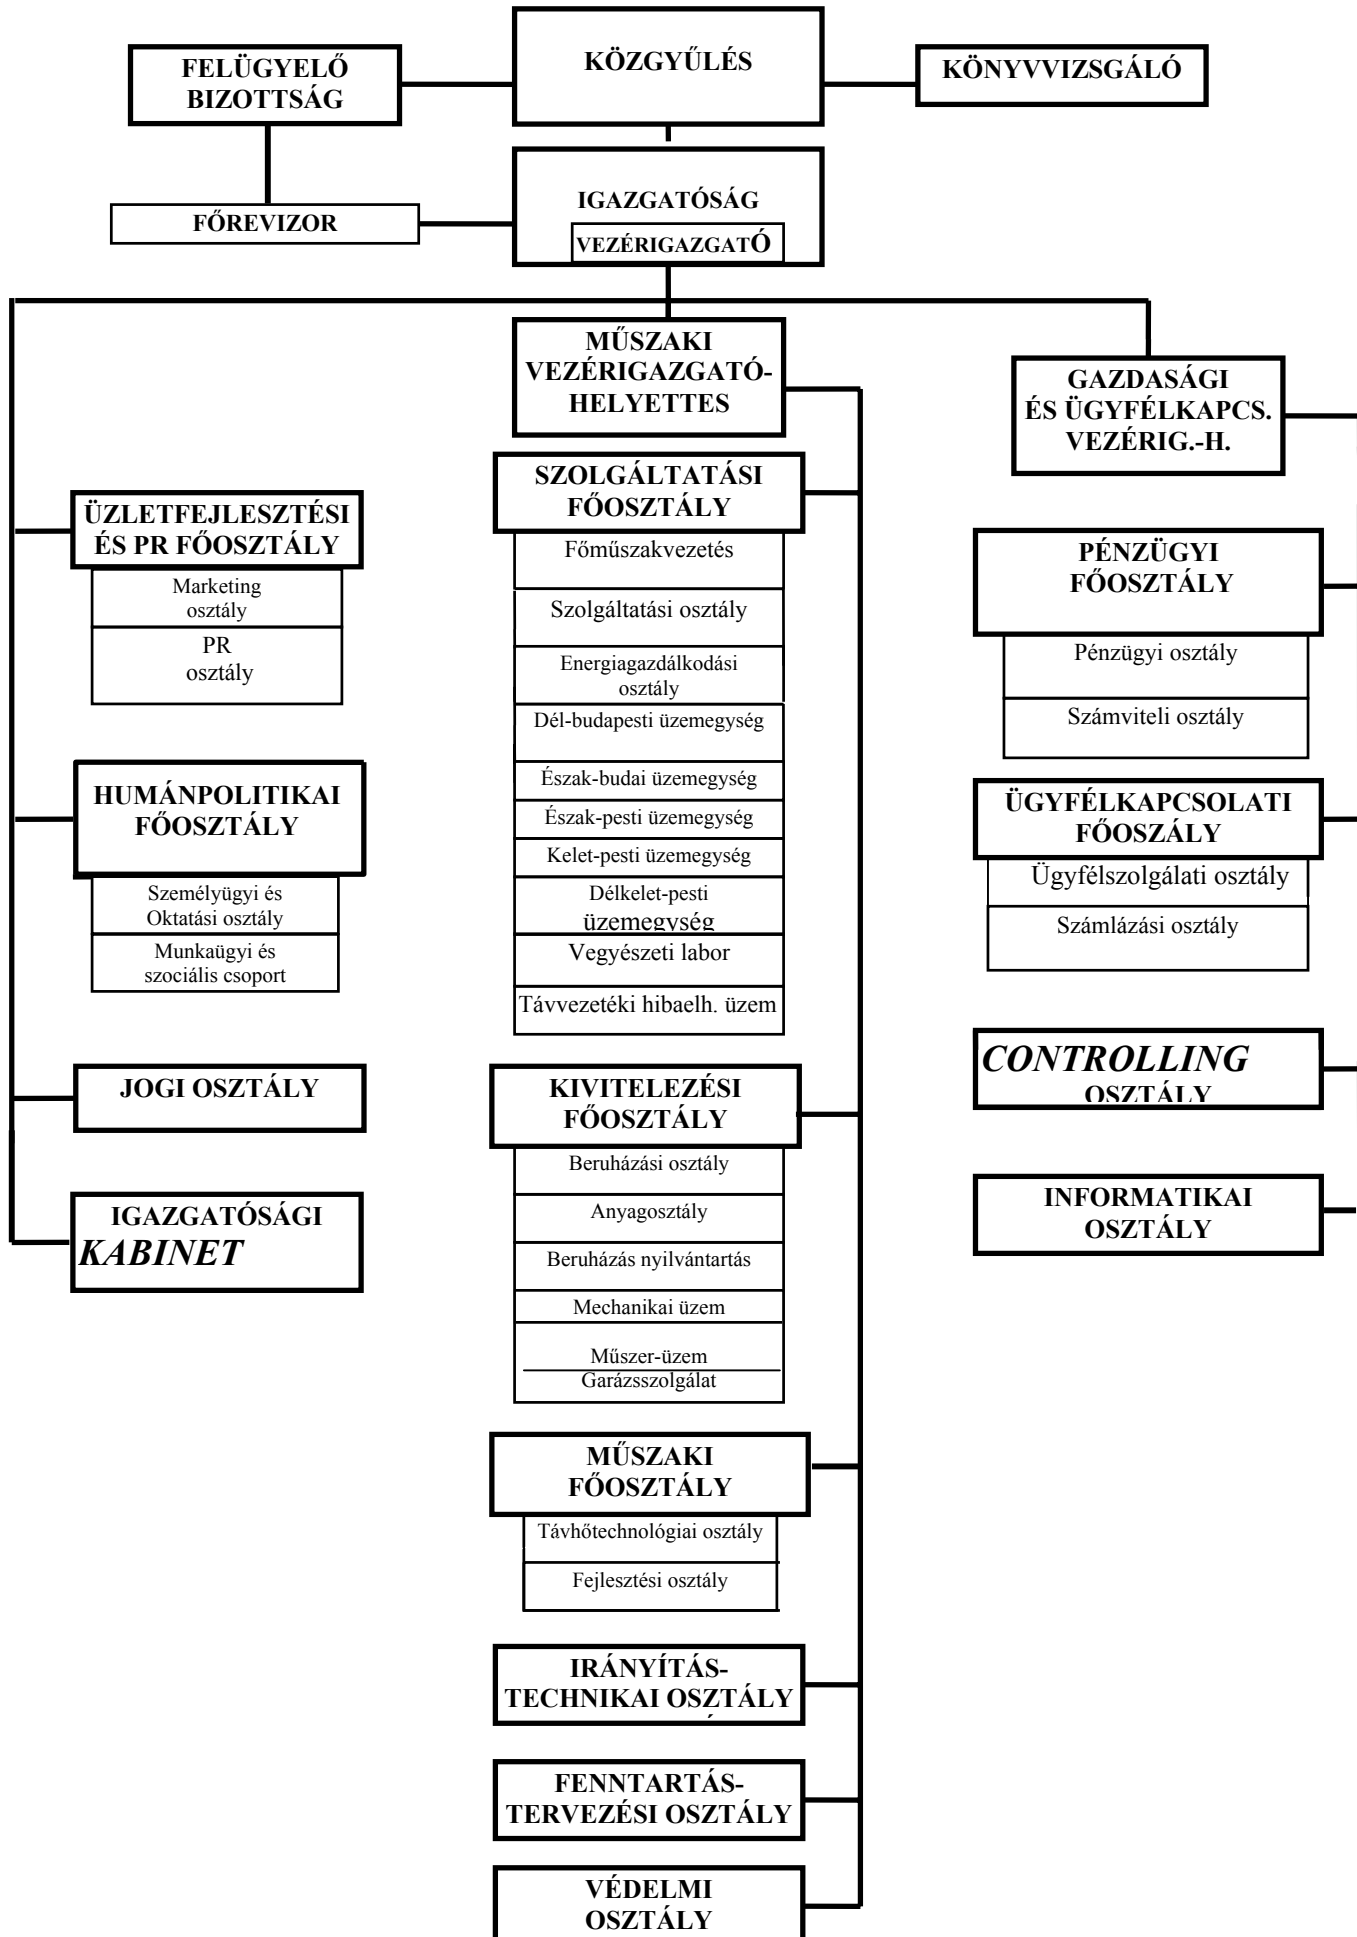 KÖZGYŰLÉS
FELÜGYELŐ
BIZOTTSÁG
KÖNYVVIZSGÁLÓ
FŐREVIZOR
IGAZGATÓSÁG
VEZÉRIGAZGATÓ
MŰSZAKI
VEZÉRIGAZGATÓ-
HELYETTES
GAZDASÁGI
ÉS ÜGYFÉLKAPCS.
VEZÉRIG.-H.
ÜZLETFEJLESZTÉSI
ÉS PR FŐOSZTÁLY
Marketing
osztály
PR
osztály
HUMÁNPOLITIKAI
FŐOSZTÁLY
Személyügyi és
Oktatási osztály
Munkaügyi és
szociális csoport
JOGI OSZTÁLY
IGAZGATÓSÁGI
KABINET
SZOLGÁLTATÁSI
FŐOSZTÁLY
Főműszakvezetés
Szolgáltatási osztály
Energiagazdálkodási
osztály
Dél-budapesti üzemegység
Észak-budai üzemegység
Észak-pesti üzemegység
Kelet-pesti üzemegység
Délkelet-pesti
üzemegység
Vegyészeti labor
Távvezetéki hibaelh. üzem
KIVITELEZÉSI
FŐOSZTÁLY
Beruházási osztály
Anyagosztály
Beruházás nyilvántartás
Mechanikai üzem
Műszer-üzem
Garázsszolgálat
MŰSZAKI
FŐOSZTÁLY
Távhőtechnológiai osztály
Fejlesztési osztály
IRÁNYÍTÁS-
TECHNIKAI OSZTÁLY
FENNTARTÁS-
TERVEZÉSI OSZTÁLY
VÉDELMI
OSZTÁLY
PÉNZÜGYI
FŐOSZTÁLY
Pénzügyi osztály
Számviteli osztály
ÜGYFÉLKAPCSOLATI
FŐOSZÁLY
Ügyfélszolgálati osztály
Számlázási osztály
CONTROLLING
OSZTÁLY
INFORMATIKAI
OSZTÁLY